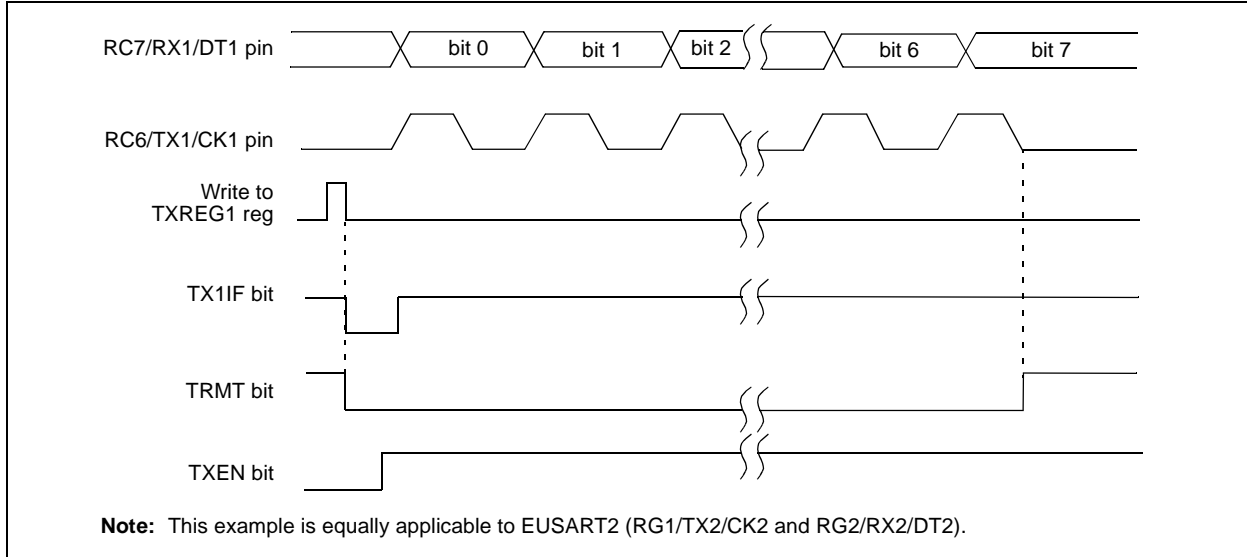 RC7/RX1/DT1 pin
bit 0
bit 1
bit 2
bit 6
bit 7
RC6/TX1/CK1 pin
Write to
TXREG1 reg
TX1IF bit
TRMT bit
TXEN bit
Note: This example is equally applicable to EUSART2 (RG1/TX2/CK2 and RG2/RX2/DT2).